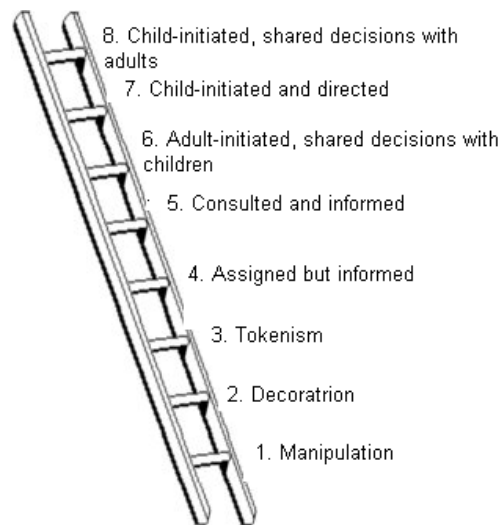 8. Child-initiated, shared decisions with
adults
7. Child-initiated and directed
6. Adult-initiated, shared decisions with
children
5. Consulted and informed
4. Assigned but informed
3. Tokenism
2. Decoratrion
1. Manipulation